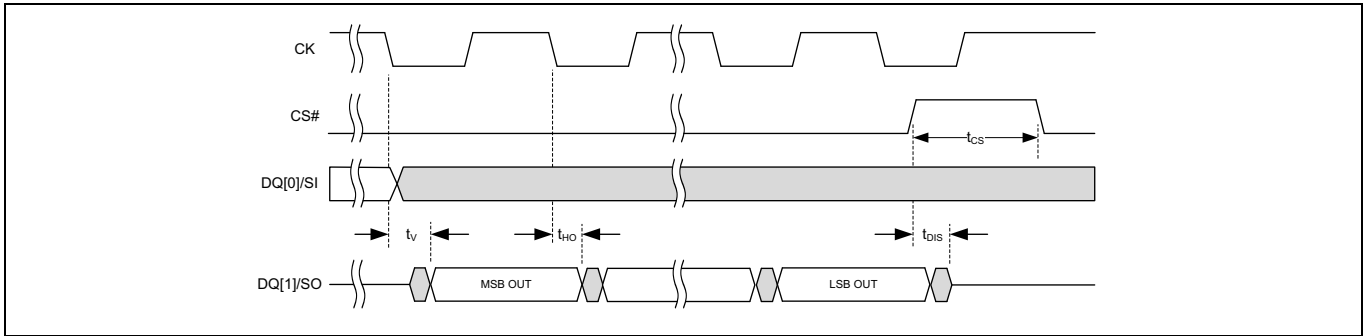 CK
CS#
tCS
DQ[0]/SI
tV
tHO
tDIS
DQ[1]/SO
MSB OUT
LSB OUT